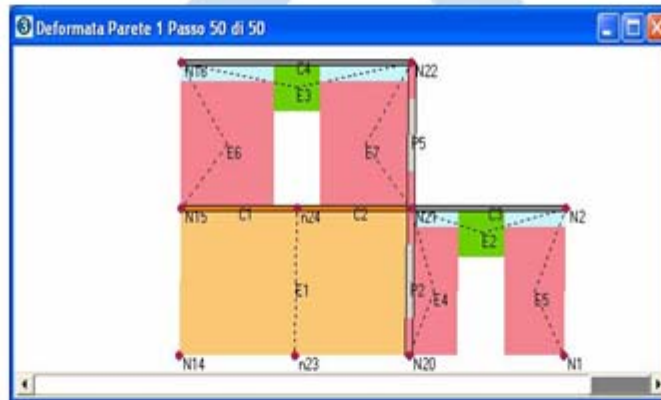 Deformata Parete 1 Passo 50 di 50
N16 C4 N22
E3
E6 E7 P5
N15 C1 n24 C2 N21 C3 N2
E2
E1 P2 E4 E5
N14 n23 N20 N1